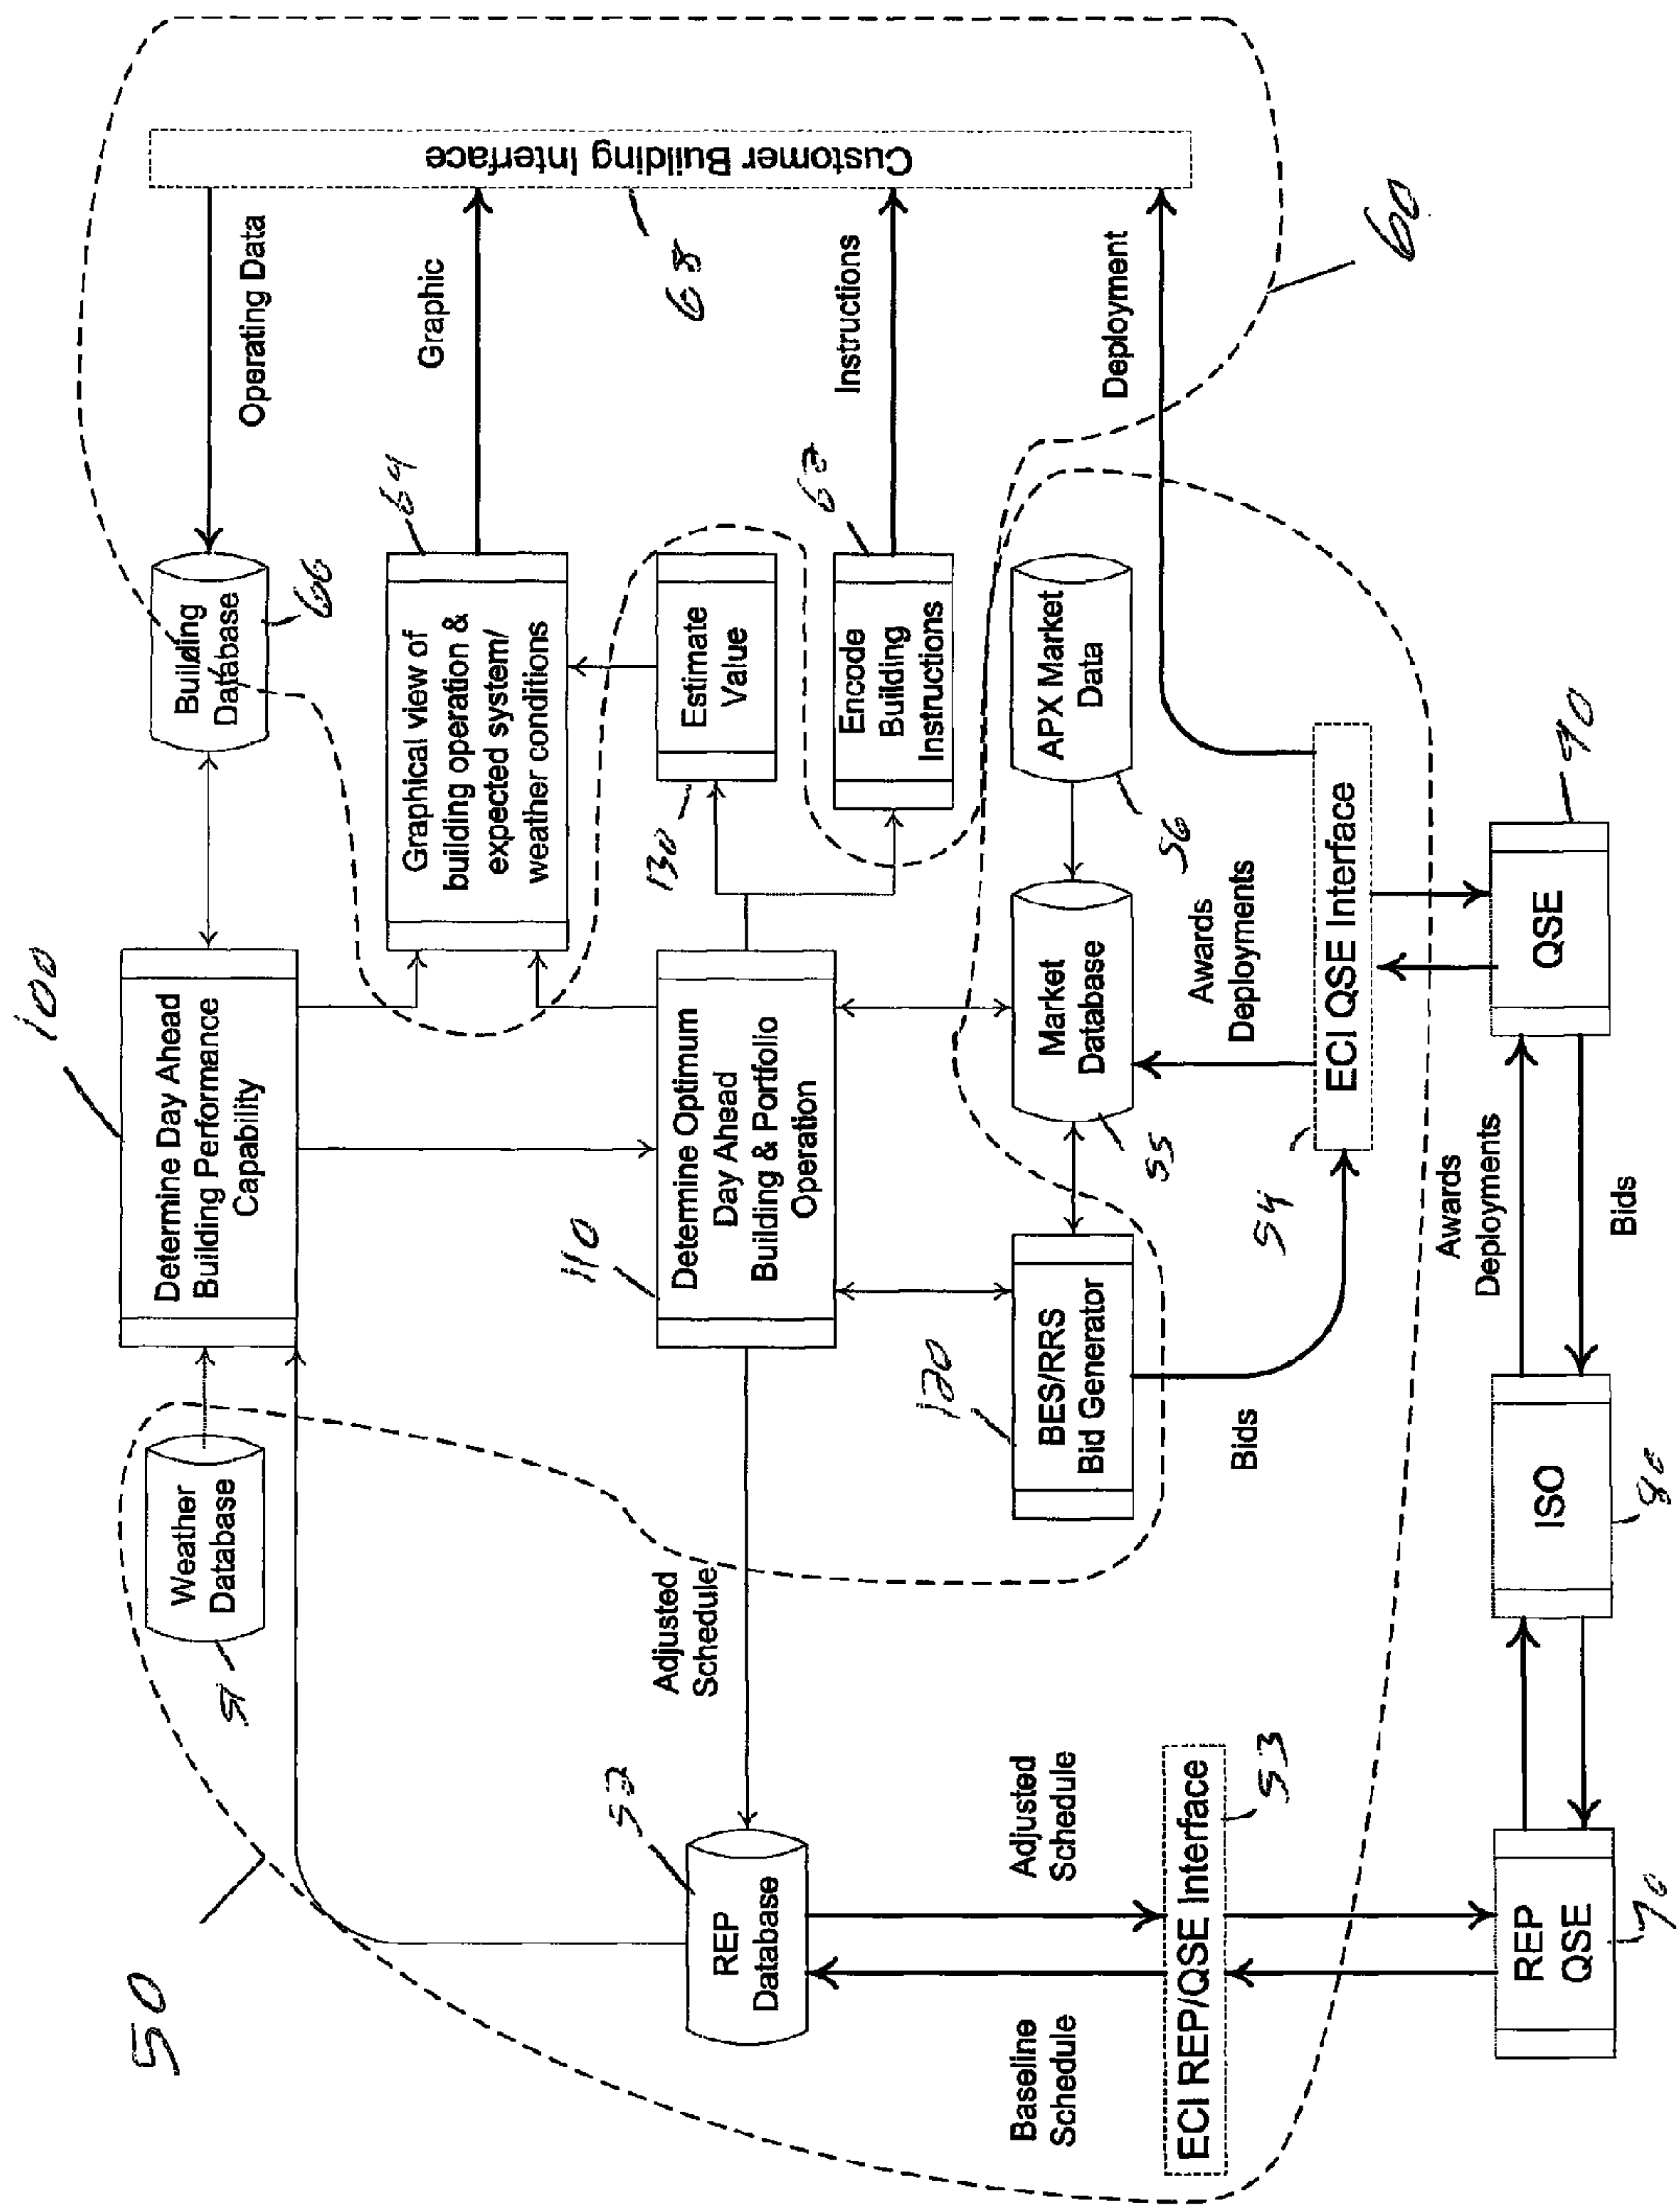 50
100
Determine Day Ahead
Building Performance
Capability
Weather
Database
51
Building
Database
66
Operating Data
Customer Building Interface
68
Graphical view of
building operation &
expected system/
weather conditions
64
Graphic
110
Determine Optimum
Day Ahead
Building & Portfolio
Operation
Estimate
Value
130
Adjusted
Schedule
REP
Database
52
Encode
Building
Instructions
62
Instructions
120
BES/RRS
Bid Generator
Market
Database
55
APX Market
Data
56
Deployment
60
Bids
Awards
Deployments
ECI QSE Interface
54
Baseline
Schedule
Adjusted
Schedule
ECI REP/QSE Interface
53
REP
QSE
70
ISO
80
Awards
Deployments
Bids
QSE
90